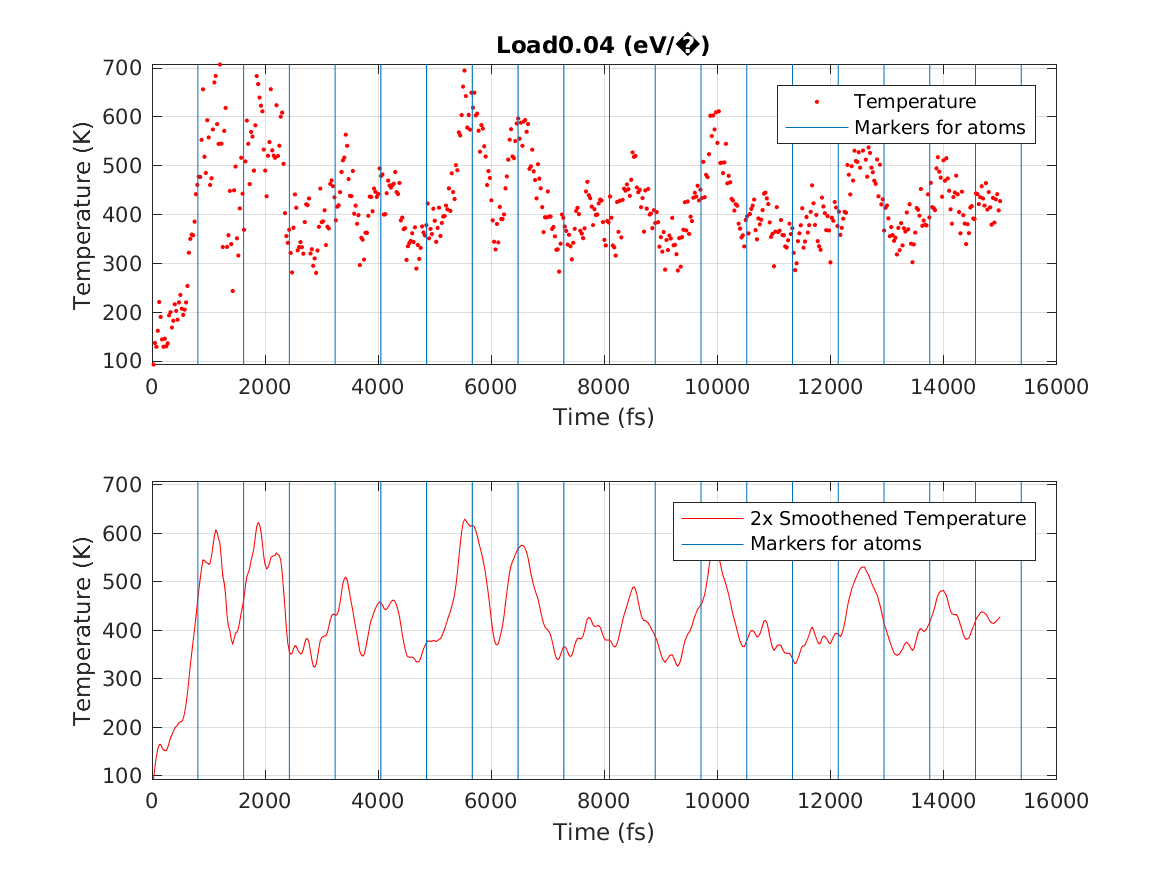 Load0.04 (eV/�)
700
600
500
400
300
200
100
Temperature (K)
Temperature
Markers for atoms
0 2000 4000 6000 8000 10000 12000 14000 16000
Time (fs)
700
600
500
400
300
200
100
Temperature (K)
2x Smoothened Temperature
Markers for atoms
0 2000 4000 6000 8000 10000 12000 14000 16000
Time (fs)